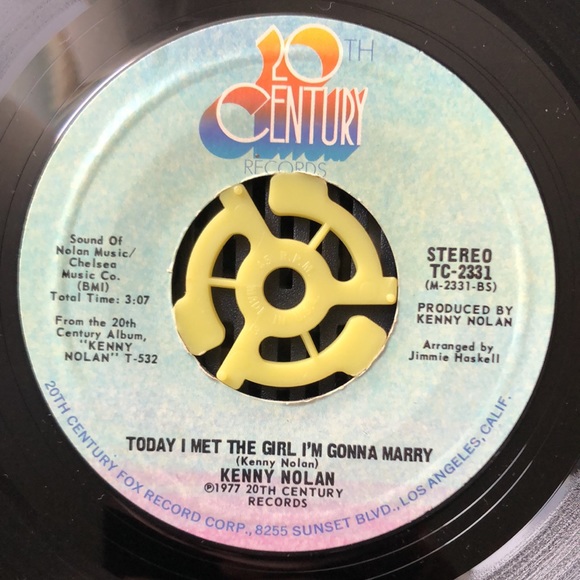 20TH
CENTURY
RECORDS
Sound Of
Nolan Music/
Chelsea
Music Co.
(BMI)
Total Time: 3:07
From the 20th
Century Album,
"KENNY
NOLAN" T-532
STEREO
TC-2331
(M-2331-BS)
PRODUCED BY
KENNY NOLAN
Arranged by
Jimmie Haskell
TODAY I MET THE GIRL I'M GONNA MARRY
(Kenny Nolan)
KENNY NOLAN
℗1977 20TH CENTURY
RECORDS
20TH CENTURY FOX RECORD CORP., 8255 SUNSET BLVD., LOS ANGELES, CALIF.